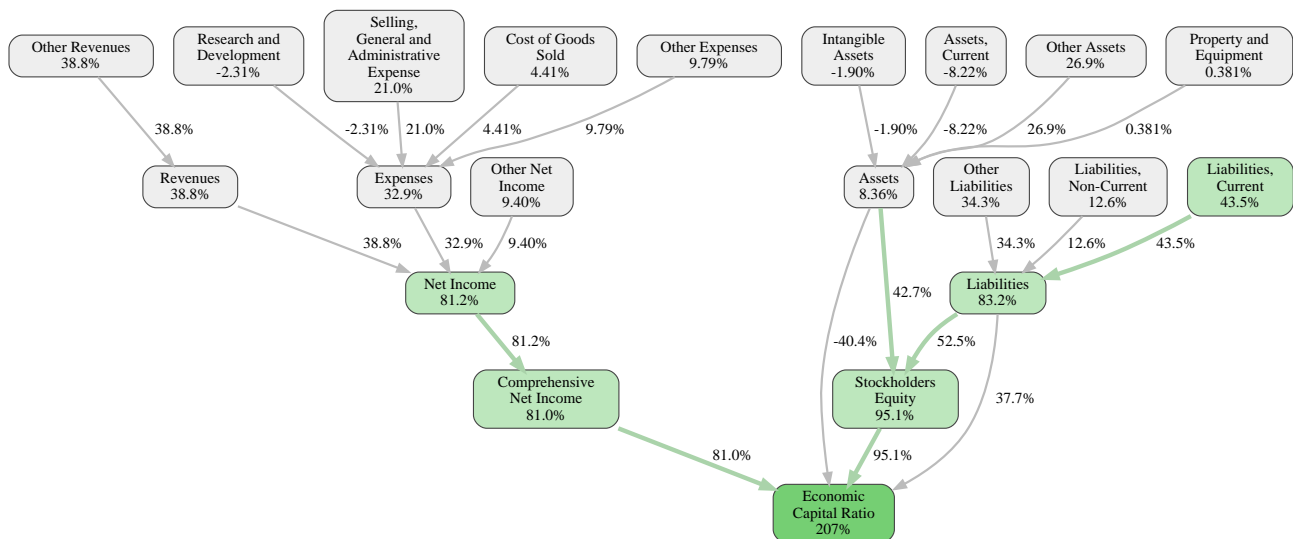 Other Revenues
38.8%
Research and
Development
-2.31%
Selling,
General and
Administrative
Expense
21.0%
Cost of Goods
Sold
4.41%
Other Expenses
9.79%
Intangible
Assets
-1.90%
Assets,
Current
-8.22%
Other Assets
26.9%
Property and
Equipment
0.381%
38.8%
-2.31%
21.0%
4.41%
9.79%
-1.90%
-8.22%
26.9%
0.381%
Revenues
38.8%
Expenses
32.9%
Other Net
Income
9.40%
Assets
8.36%
Other
Liabilities
34.3%
Liabilities,
Non-Current
12.6%
Liabilities,
Current
43.5%
38.8%
32.9%
9.40%
34.3%
12.6%
43.5%
Net Income
81.2%
42.7%
Liabilities
83.2%
81.2%
-40.4%
52.5%
Comprehensive
Net Income
81.0%
Stockholders
Equity
95.1%
37.7%
81.0%
95.1%
Economic
Capital Ratio
207%